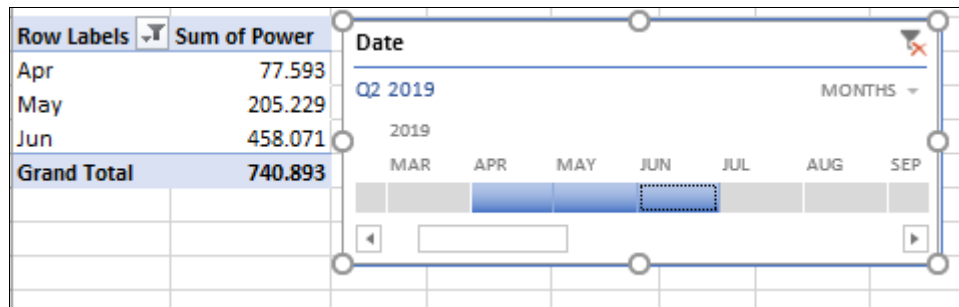 Row Labels Sum of Power
Apr 77.593
May 205.229
Jun 458.071
Grand Total 740.893
Date
Q2 2019 MONTHS
2019
MAR APR MAY JUN JUL AUG SEP